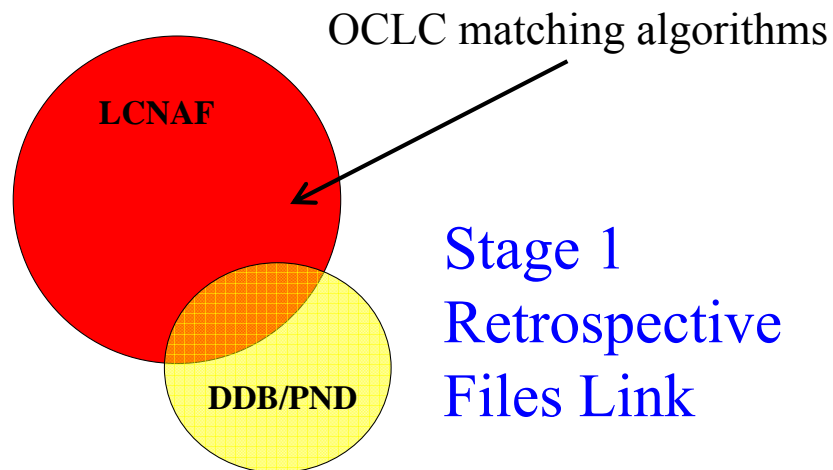 OCLC matching algorithms
LCNAF
Stage 1
Retrospective
Files Link
DDB/PND